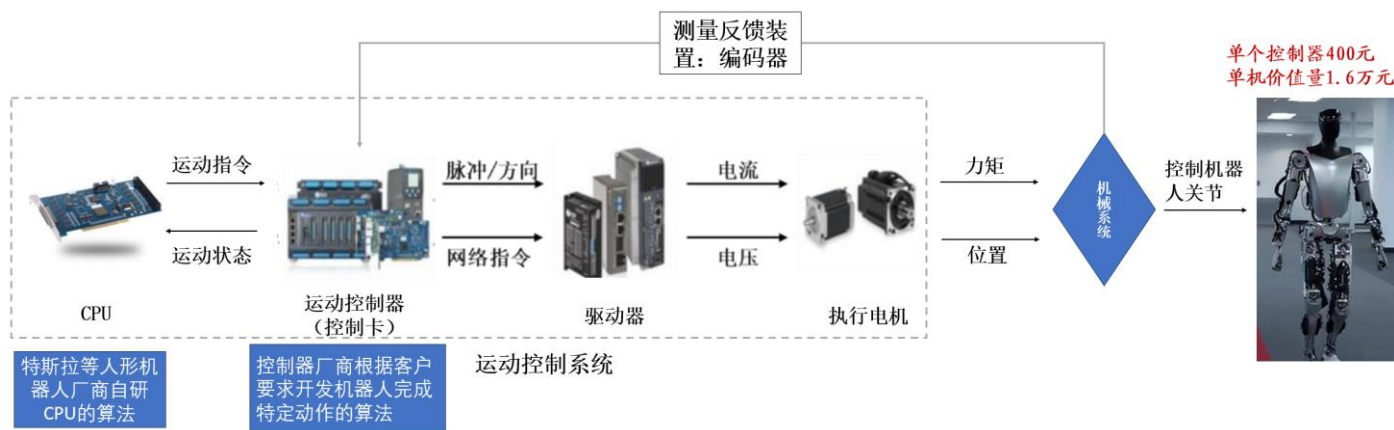 测量反馈装
置：编码器
单个控制器400元
单机价值量1.6万元
运动指令
脉冲/方向
电流
力矩
控制机器
人关节
机械系统
运动状态
网络指令
电压
位置
CPU
运动控制器
（控制卡）
驱动器
执行电机
特斯拉等人形机
器人厂商自研
CPU的算法
控制器厂商根据客户
要求开发机器人完成
特定动作的算法
运动控制系统